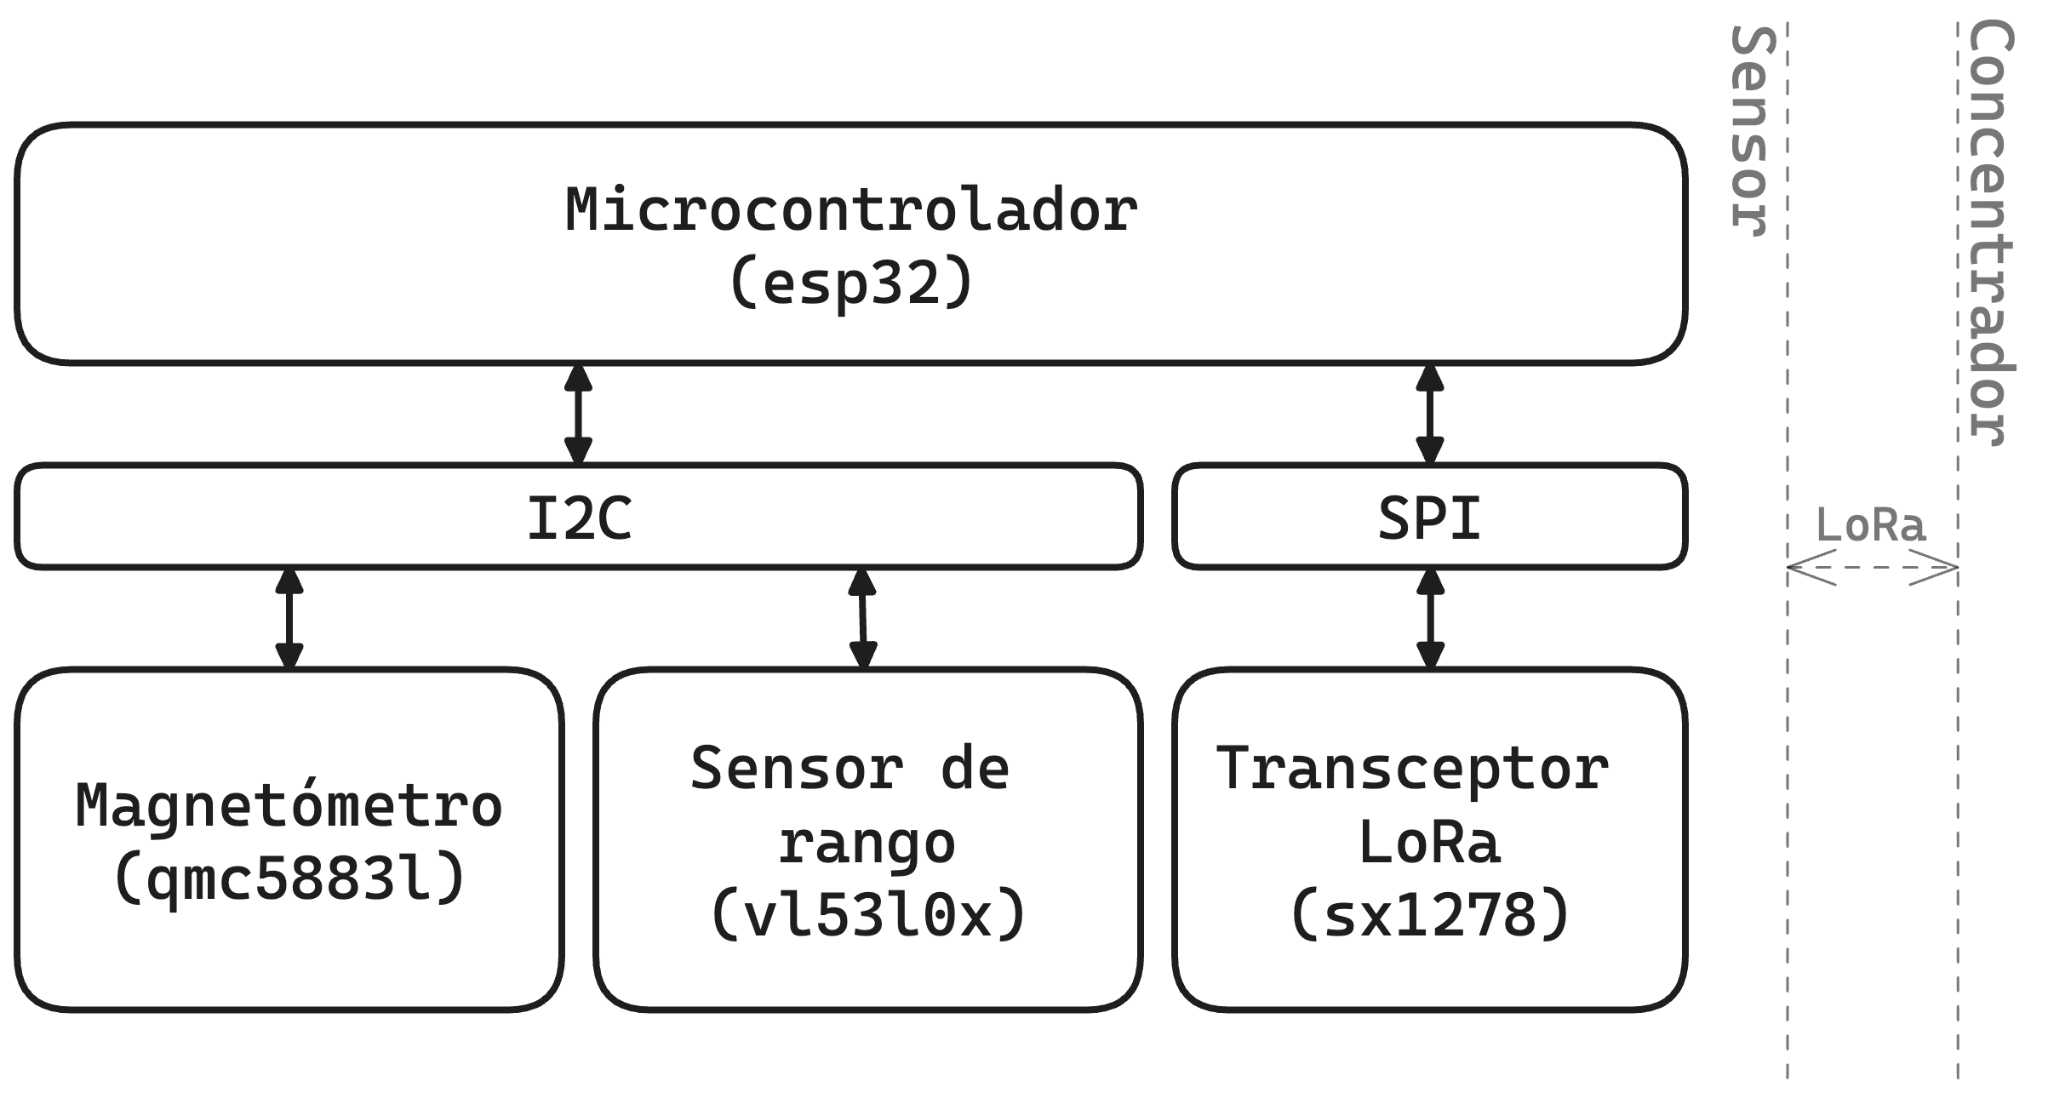 Microcontrolador
(esp32)
I2C
SPI
Magnetómetro
(qmc5883l)
Sensor de
rango
(vl53l0x)
Transceptor
LoRa
(sx1278)
Sensor
LoRa
Concentrador